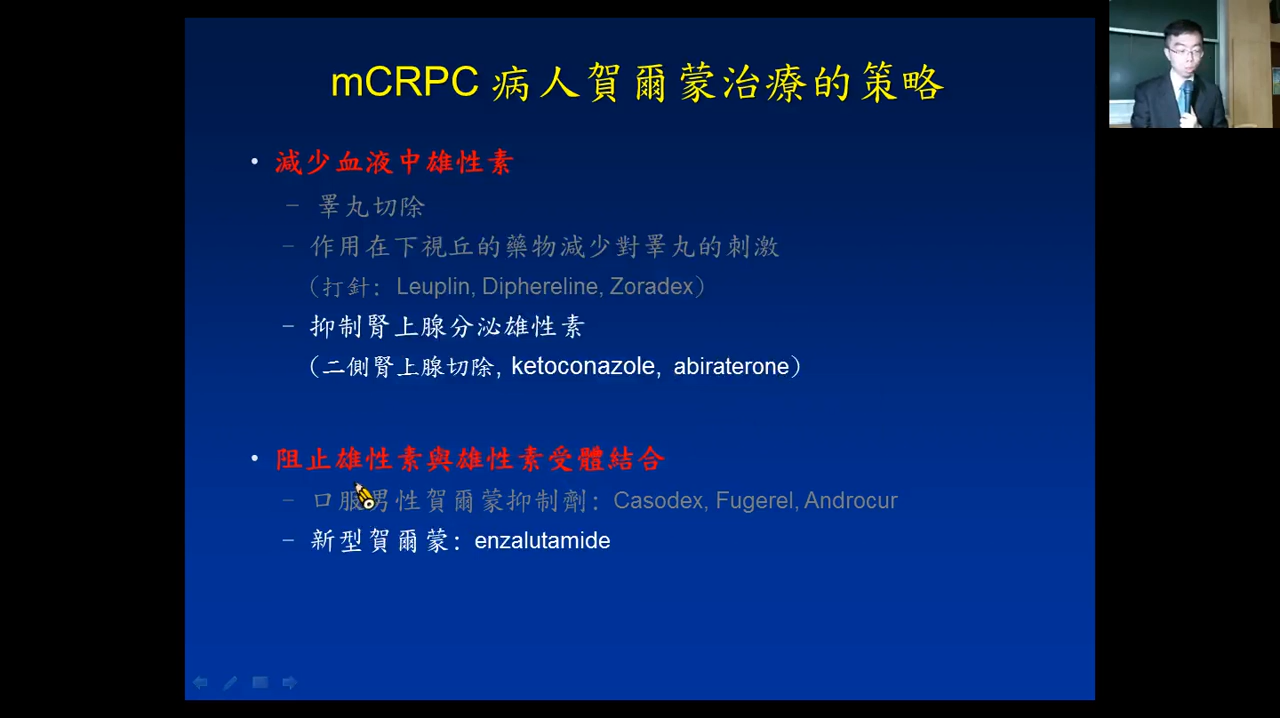 mCRPC 病人賀爾蒙治療的策略
• 減少血液中雄性素
– 睪丸切除
– 作用在下視丘的藥物減少對睪丸的刺激
（打針：Leuplin, Diphereline, Zoradex）
– 抑制腎上腺分泌雄性素
（二側腎上腺切除, ketoconazole, abiraterone）
• 阻止雄性素與雄性素受體結合
– 口服男性賀爾蒙抑制劑：Casodex, Fugerel, Androcur
– 新型賀爾蒙：enzalutamide